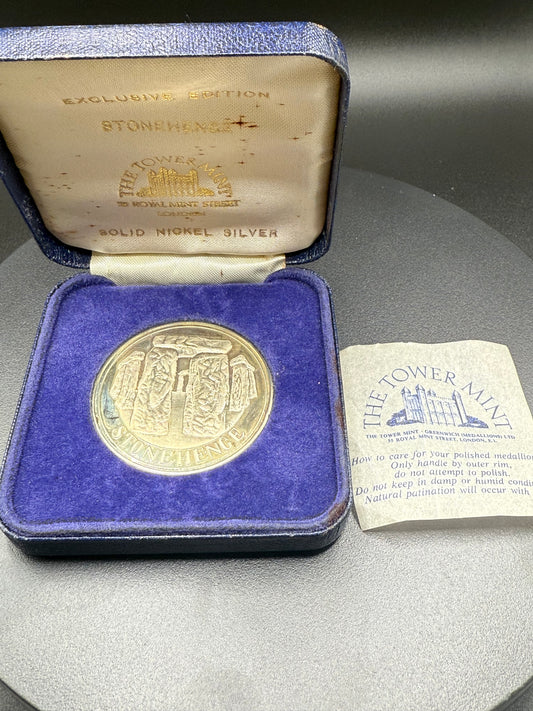 EXCLUSIVE EDITION
STONEHENGE
THE TOWER MINT
ROYAL MINT STREET
LONDON
SOLID NICKEL SILVER
STONEHENGE
THE TOWER MINT
THE TOWER MINT - GREENWICH (MEDALLIONS) LTD
ROYAL MINT STREET, LONDON, E.1.
How to care for your polished medallion
Only handle by outer rim,
do not attempt to polish.
Do not keep in damp or humid condi
Natural patination will occur with